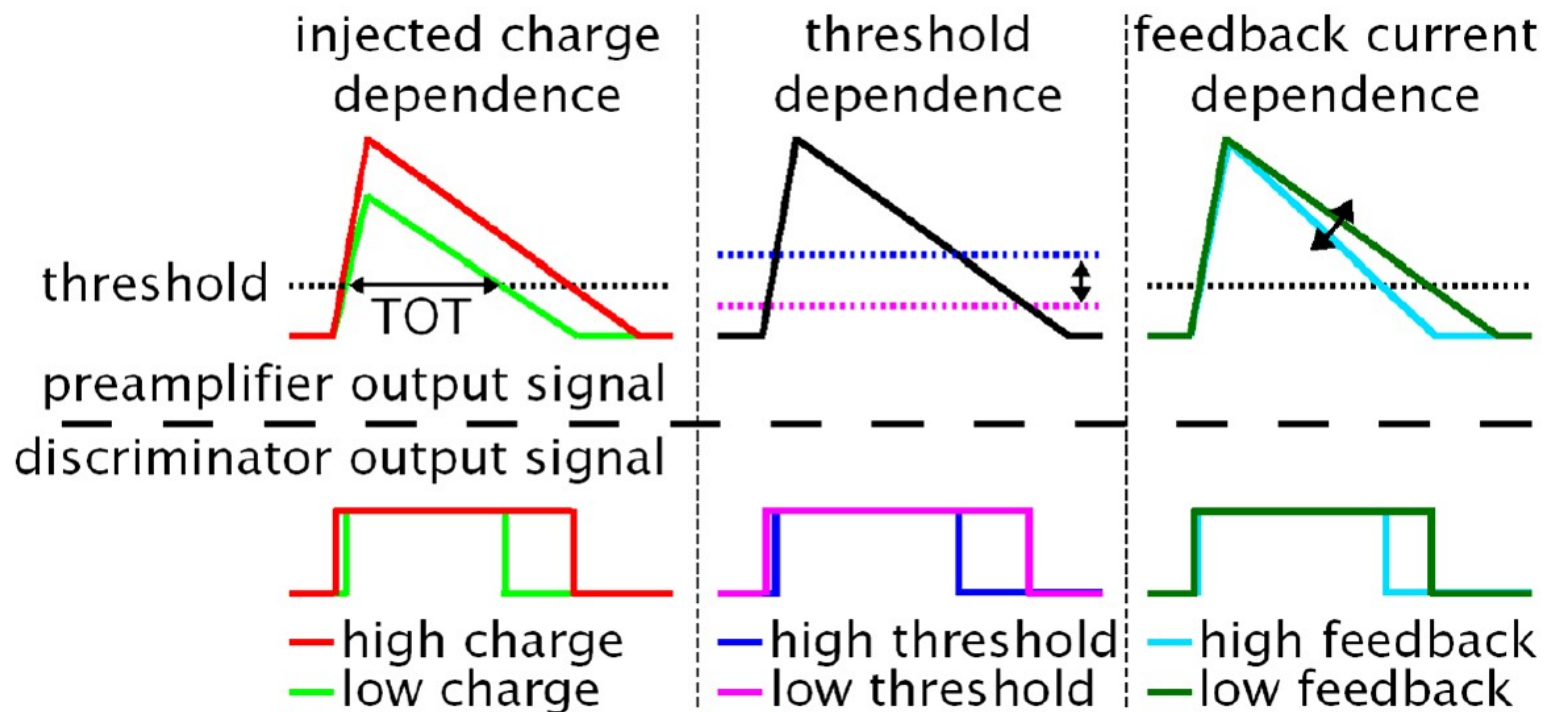 injected charge
dependence
threshold
dependence
feedback current
dependence
threshold
TOT
preamplifier output signal
discriminator output signal
high charge
low charge
high threshold
low threshold
high feedback
low feedback